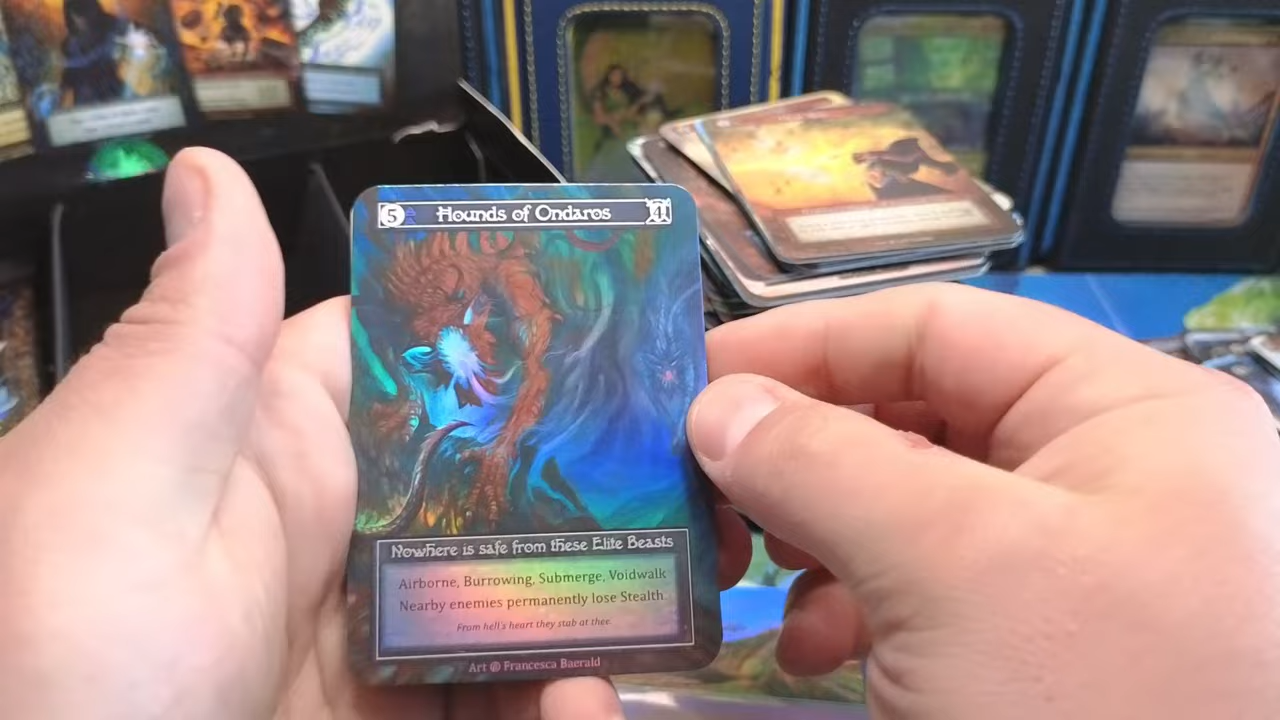 5 Hounds of Ondaros 4
Nowhere is safe from these Elite Beasts
Airborne, Burrowing, Submerge, Voidwalk
Nearby enemies permanently lose Stealth
From hell's heart they stab at thee.
Art @ Francesca Baerald